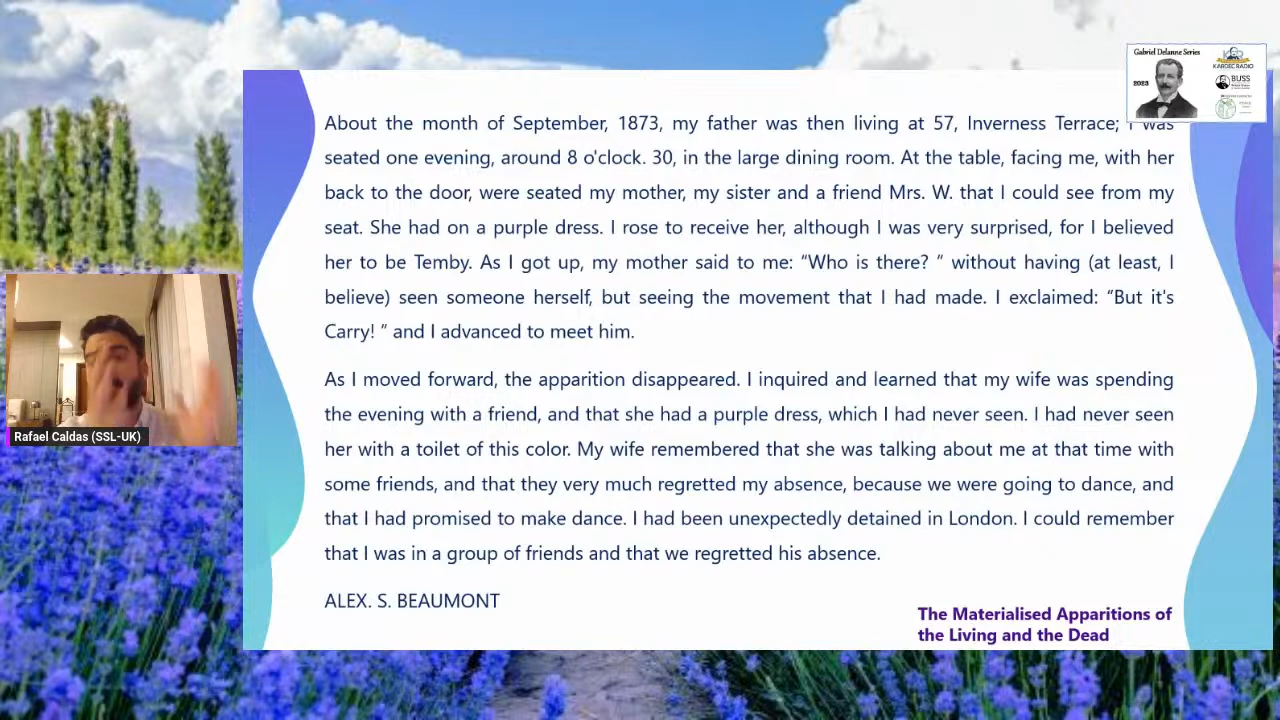 Gabriel Delanne Series
2023
KARDEC RADIO
BUSS
About the month of September, 1873, my father was then living at 57, Inverness Terrace; I was
seated one evening, around 8 o'clock. 30, in the large dining room. At the table, facing me, with her
back to the door, were seated my mother, my sister and a friend Mrs. W. that I could see from my
seat. She had on a purple dress. I rose to receive her, although I was very surprised, for I believed
her to be Temby. As I got up, my mother said to me: “Who is there? ” without having (at least, I
believe) seen someone herself, but seeing the movement that I had made. I exclaimed: “But it's
Carry! ” and I advanced to meet him.
As I moved forward, the apparition disappeared. I inquired and learned that my wife was spending
the evening with a friend, and that she had a purple dress, which I had never seen. I had never seen
her with a toilet of this color. My wife remembered that she was talking about me at that time with
some friends, and that they very much regretted my absence, because we were going to dance, and
that I had promised to make dance. I had been unexpectedly detained in London. I could remember
that I was in a group of friends and that we regretted his absence.
ALEX. S. BEAUMONT
The Materialised Apparitions of
the Living and the Dead
Rafael Caldas (SSL-UK)